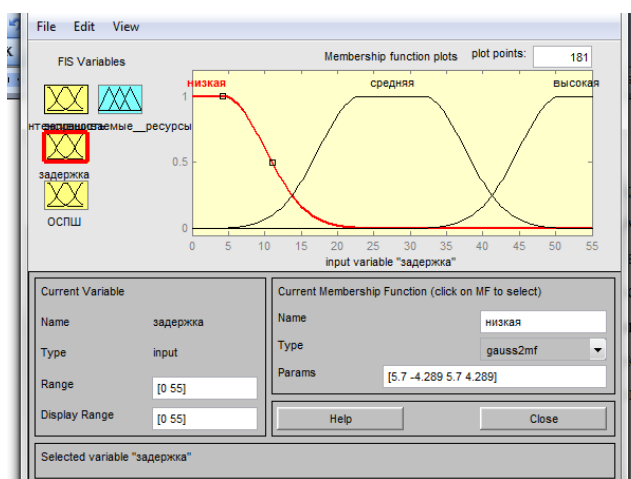 File Edit View
FIS Variables
Membership function plots plot points: 181
низкая средняя высокая
1
ресурсы
0.5
задержка
ОСПШ
0
0 5 10 15 20 25 30 35 40 45 50 55
input variable "задержка"
Current Variable
Name задержка
Type input
Range [0 55]
Display Range [0 55]
Current Membership Function (click on MF to select)
Name низкая
Type gauss2mf
Params [5.7 -4.289 5.7 4.289]
Help Close
Selected variable "задержка"